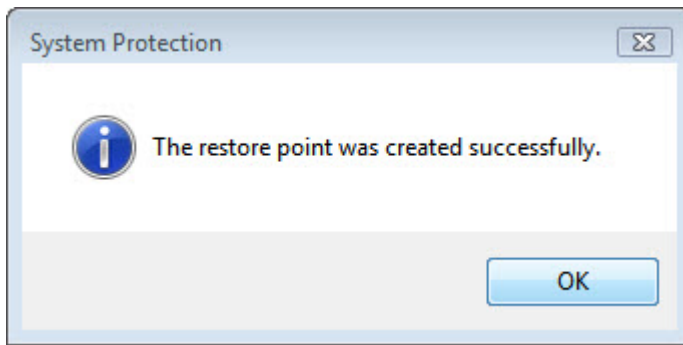 System Protection
The restore point was created successfully.
OK